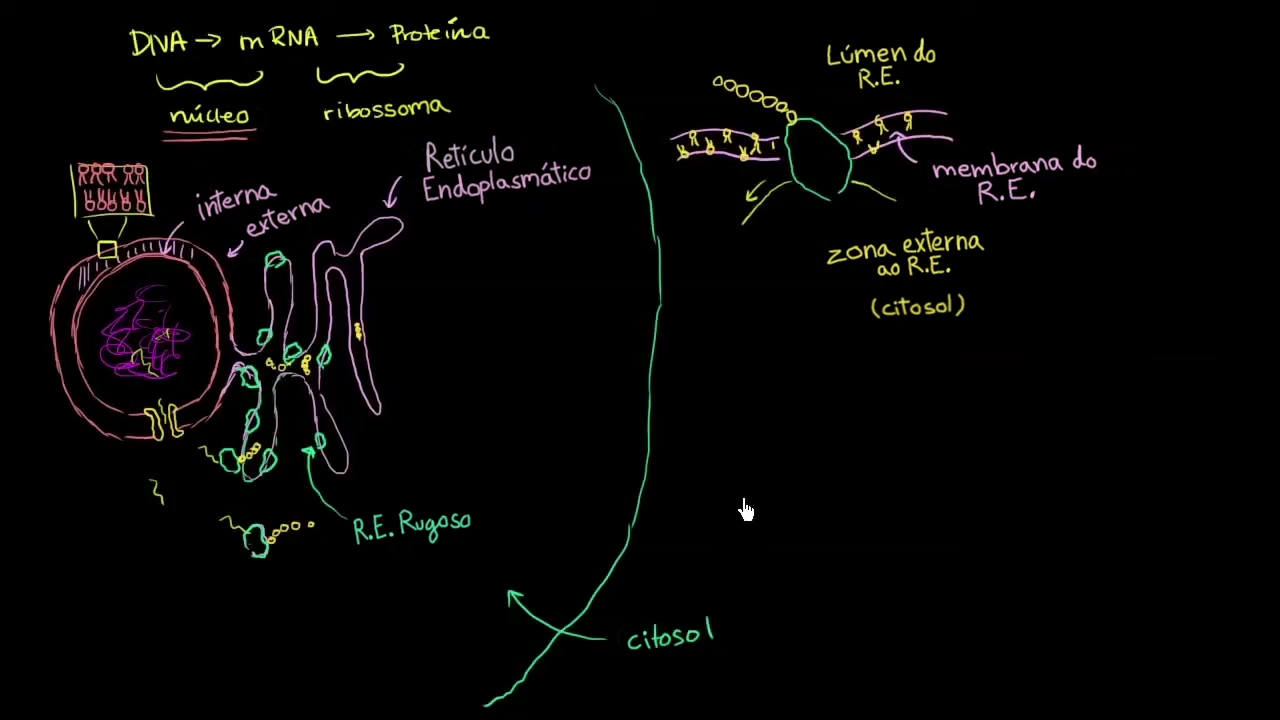 DNA → mRNA → Proteína
núcleo
ribossoma
interna
externa
Retículo
Endoplasmático
R.E. Rugoso
citosol
Lúmen do
R.E.
membrana do
R.E.
zona externa
ao R.E.
(citosol)